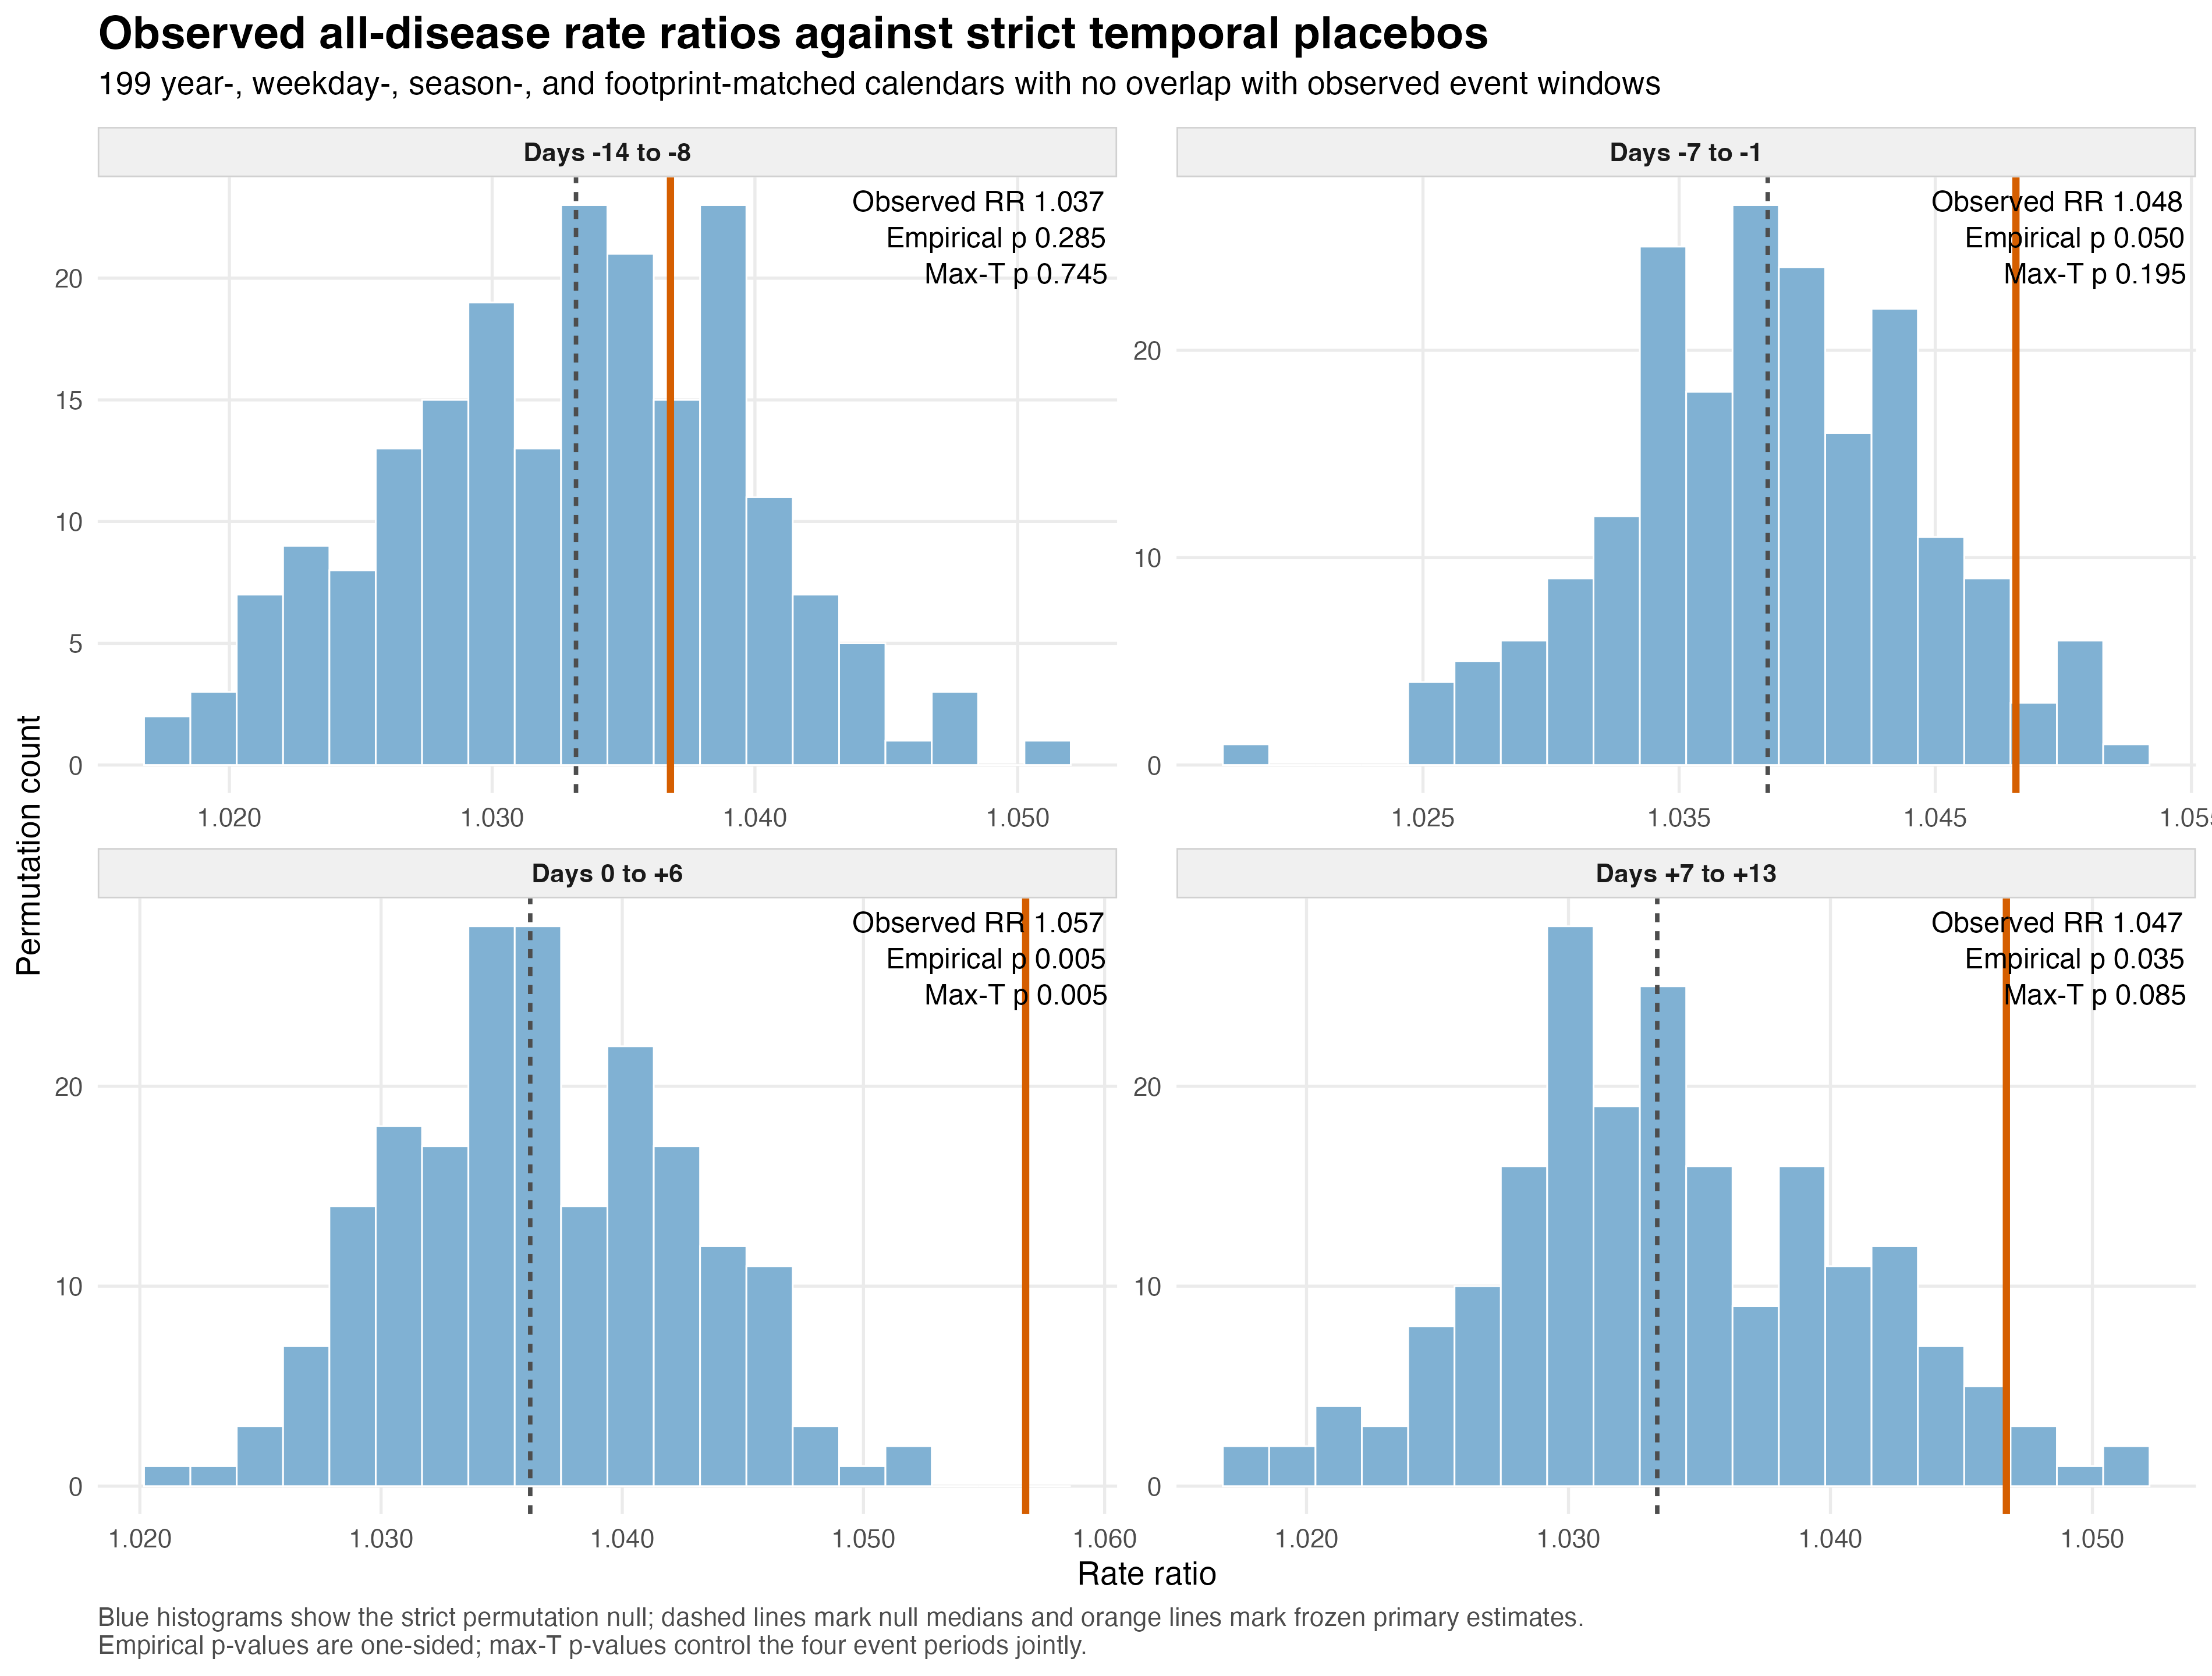 Observed all-disease rate ratios against strict temporal placebos
199 year-, weekday-, season-, and footprint-matched calendars with no overlap with observed event windows
Permutation count
Days -14 to -8
Observed RR 1.037
Empirical p 0.285
Max-T p 0.745
20
15
10
5
0
1.020
1.030
1.040
1.050
Days -7 to -1
Observed RR 1.048
Empirical p 0.050
Max-T p 0.195
20
10
0
1.025
1.035
1.045
Days 0 to +6
Observed RR 1.057
Empirical p 0.005
Max-T p 0.005
20
10
0
1.020
1.030
1.040
1.050
1.060
Days +7 to +13
Observed RR 1.047
Empirical p 0.035
Max-T p 0.085
20
10
0
1.020
1.030
1.040
1.050
Rate ratio
Blue histograms show the strict permutation null; dashed lines mark null medians and orange lines mark frozen primary estimates.
Empirical p-values are one-sided; max-T p-values control the four event periods jointly.